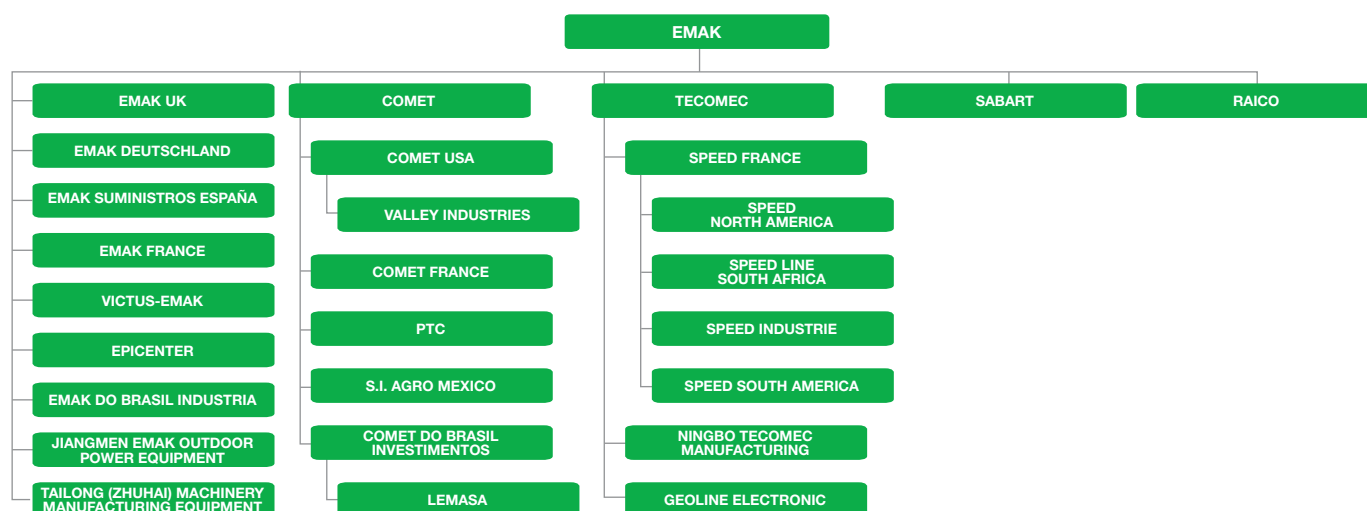 EMAK
EMAK UK
EMAK DEUTSCHLAND
EMAK SUMINISTROS ESPAÑA
EMAK FRANCE
VICTUS-EMAK
EPICENTER
EMAK DO BRASIL INDUSTRIA
JIANGMEN EMAK OUTDOOR
POWER EQUIPMENT
TAILONG (ZHUHAI) MACHINERY
MANUFACTURING EQUIPMENT
COMET
COMET USA
VALLEY INDUSTRIES
COMET FRANCE
PTC
S.I. AGRO MEXICO
COMET DO BRASIL
INVESTIMENTOS
LEMASA
TECOMEC
SPEED FRANCE
SPEED
NORTH AMERICA
SPEED LINE
SOUTH AFRICA
SPEED INDUSTRIE
SPEED SOUTH AMERICA
NINGBO TECOMEC
MANUFACTURING
GEOLINE ELECTRONIC
SABART
RAICO